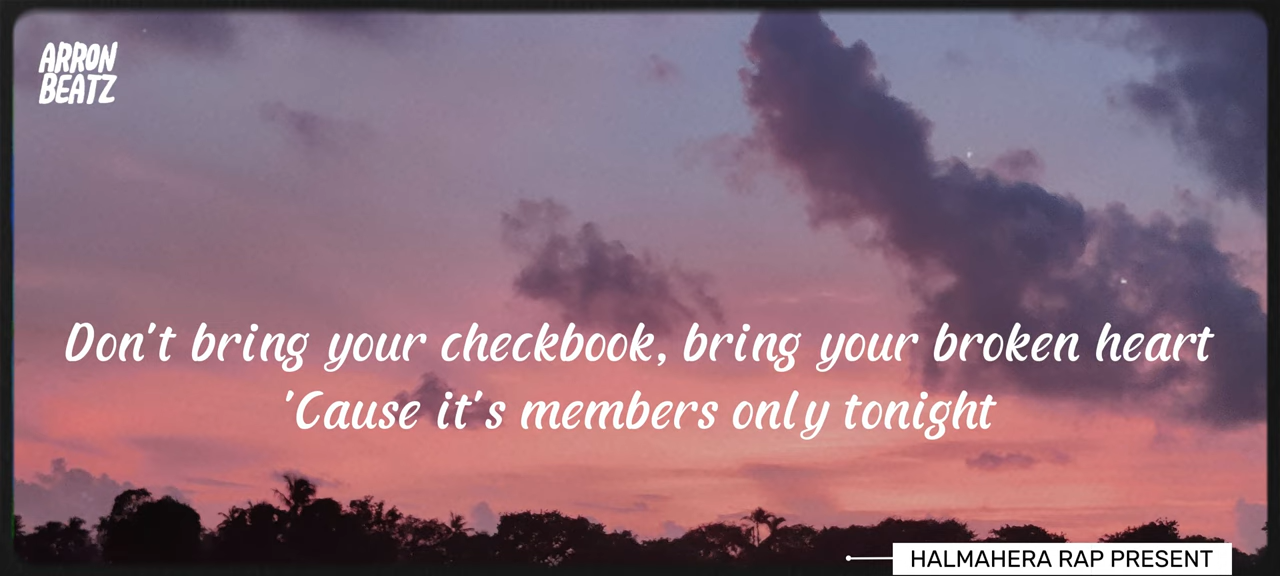 ARRON
BEATZ
Don't bring your checkbook, bring your broken heart
'Cause it's members only tonight
HALMAHERA RAP PRESENT